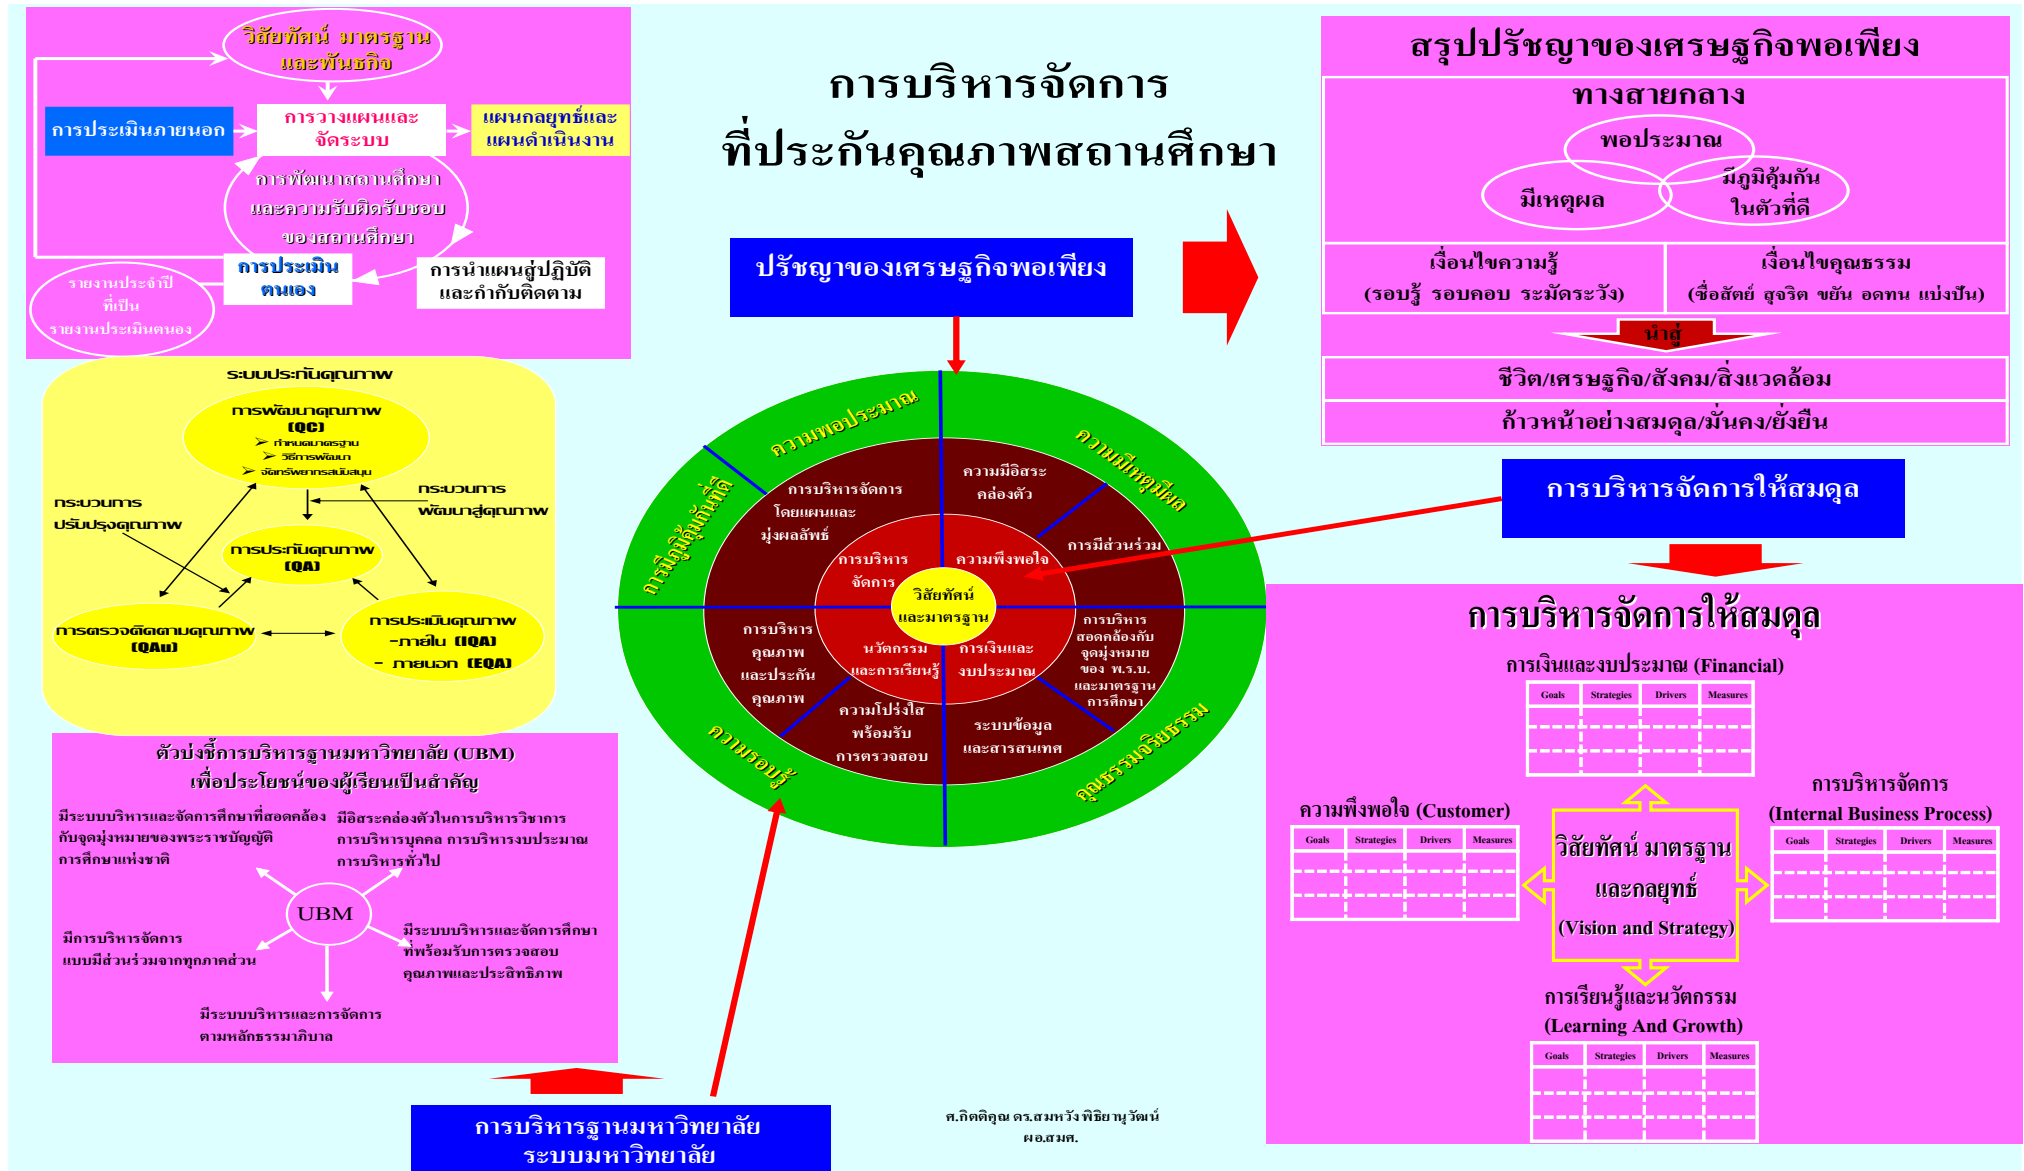 วิสัยทัศน์ มาตรฐาน
และพันธกิจ
การประเมินภายนอก
การวางแผนและ
จัดระบบ
แผนกลยุทธ์และ
แผนดำเนินงาน
การพัฒนาสถานศึกษา
และความรับผิดรับชอบ
ของสถานศึกษา
การประเมิน
ตนเอง
การนำแผนสู่ปฏิบัติ
และกำกับติดตาม
รายงานประจำปี
ที่เป็น
รายงานประเมินตนอง
การบริหารจัดการ
ที่ประกันคุณภาพสถานศึกษา
ปรัชญาของเศรษฐกิจพอเพียง
สรุปปรัชญาของเศรษฐกิจพอเพียง
ทางสายกลาง
พอประมาณ
มีเหตุผล
มีภูมิคุ้มกัน
ในตัวที่ดี
เงื่อนไขความรู้
(รอบรู้ รอบคอบ ระมัดระวัง)
เงื่อนไขคุณธรรม
(ซื่อสัตย์ สุจริต ขยัน อดทน แบ่งปัน)
นำสู่
ชีวิต/เศรษฐกิจ/สังคม/สิ่งแวดล้อม
ก้าวหน้าอย่างสมดุล/มั่นคง/ยั่งยืน
ระบบประกันคุณภาพ
การพัฒนาคุณภาพ
(QC)
➢ กำหนดมาตรฐาน
➢ วิธีการพัฒนา
➢ จัดทรัพยากรสนับสนุน
กระบวนการ
ปรับปรุงคุณภาพ
กระบวนการ
พัฒนาสู่คุณภาพ
การประกันคุณภาพ
(QA)
การตรวจติดตามคุณภาพ
(QAu)
การประเมินคุณภาพ
-ภายใน (IQA)
- ภายนอก (EQA)
ความพอประมาณ
ความมีเหตุมีผล
การมีภูมิคุ้มกันที่ดี
ความรอบรู้
คุณธรรมจริยธรรม
การบริหารจัดการ
โดยแผนและ
มุ่งผลลัพธ์
ความมีอิสระ
คล่องตัว
การมีส่วนร่วม
การบริหาร
จัดการ
ความพึงพอใจ
วิสัยทัศน์
และมาตรฐาน
นวัตกรรม
และการเรียนรู้
การเงินและ
งบประมาณ
การบริหาร
คุณภาพ
และประกัน
คุณภาพ
การบริหาร
สอดคล้องกับ
จุดมุ่งหมาย
ของ พ.ร.บ.
และมาตรฐาน
การศึกษา
ความโปร่งใส
พร้อมรับ
การตรวจสอบ
ระบบข้อมูล
และสารสนเทศ
การบริหารจัดการให้สมดุล
การบริหารจัดการให้สมดุล
การเงินและงบประมาณ (Financial)
Goals Strategies Drivers Measures
ความพึงพอใจ (Customer)
Goals Strategies Drivers Measures
การบริหารจัดการ
(Internal Business Process)
Goals Strategies Drivers Measures
วิสัยทัศน์ มาตรฐาน
และกลยุทธ์
(Vision and Strategy)
การเรียนรู้และนวัตกรรม
(Learning And Growth)
Goals Strategies Drivers Measures
ตัวบ่งชี้การบริหารฐานมหาวิทยาลัย (UBM)
เพื่อประโยชน์ของผู้เรียนเป็นสำคัญ
มีระบบบริหารและจัดการศึกษาที่สอดคล้อง
กับจุดมุ่งหมายของพระราชบัญญัติ
การศึกษาแห่งชาติ
มีอิสระคล่องตัวในการบริหารวิชาการ
การบริหารบุคคล การบริหารงบประมาณ
การบริหารทั่วไป
UBM
มีการบริหารจัดการ
แบบมีส่วนร่วมจากทุกภาคส่วน
มีระบบบริหารและจัดการศึกษา
ที่พร้อมรับการตรวจสอบ
คุณภาพและประสิทธิภาพ
มีระบบบริหารและการจัดการ
ตามหลักธรรมาภิบาล
การบริหารฐานมหาวิทยาลัย
ระบบมหาวิทยาลัย
ศ.กิตติคุณ ดร.สมหวัง พิธิยานุวัฒน์
ผอ.สมศ.